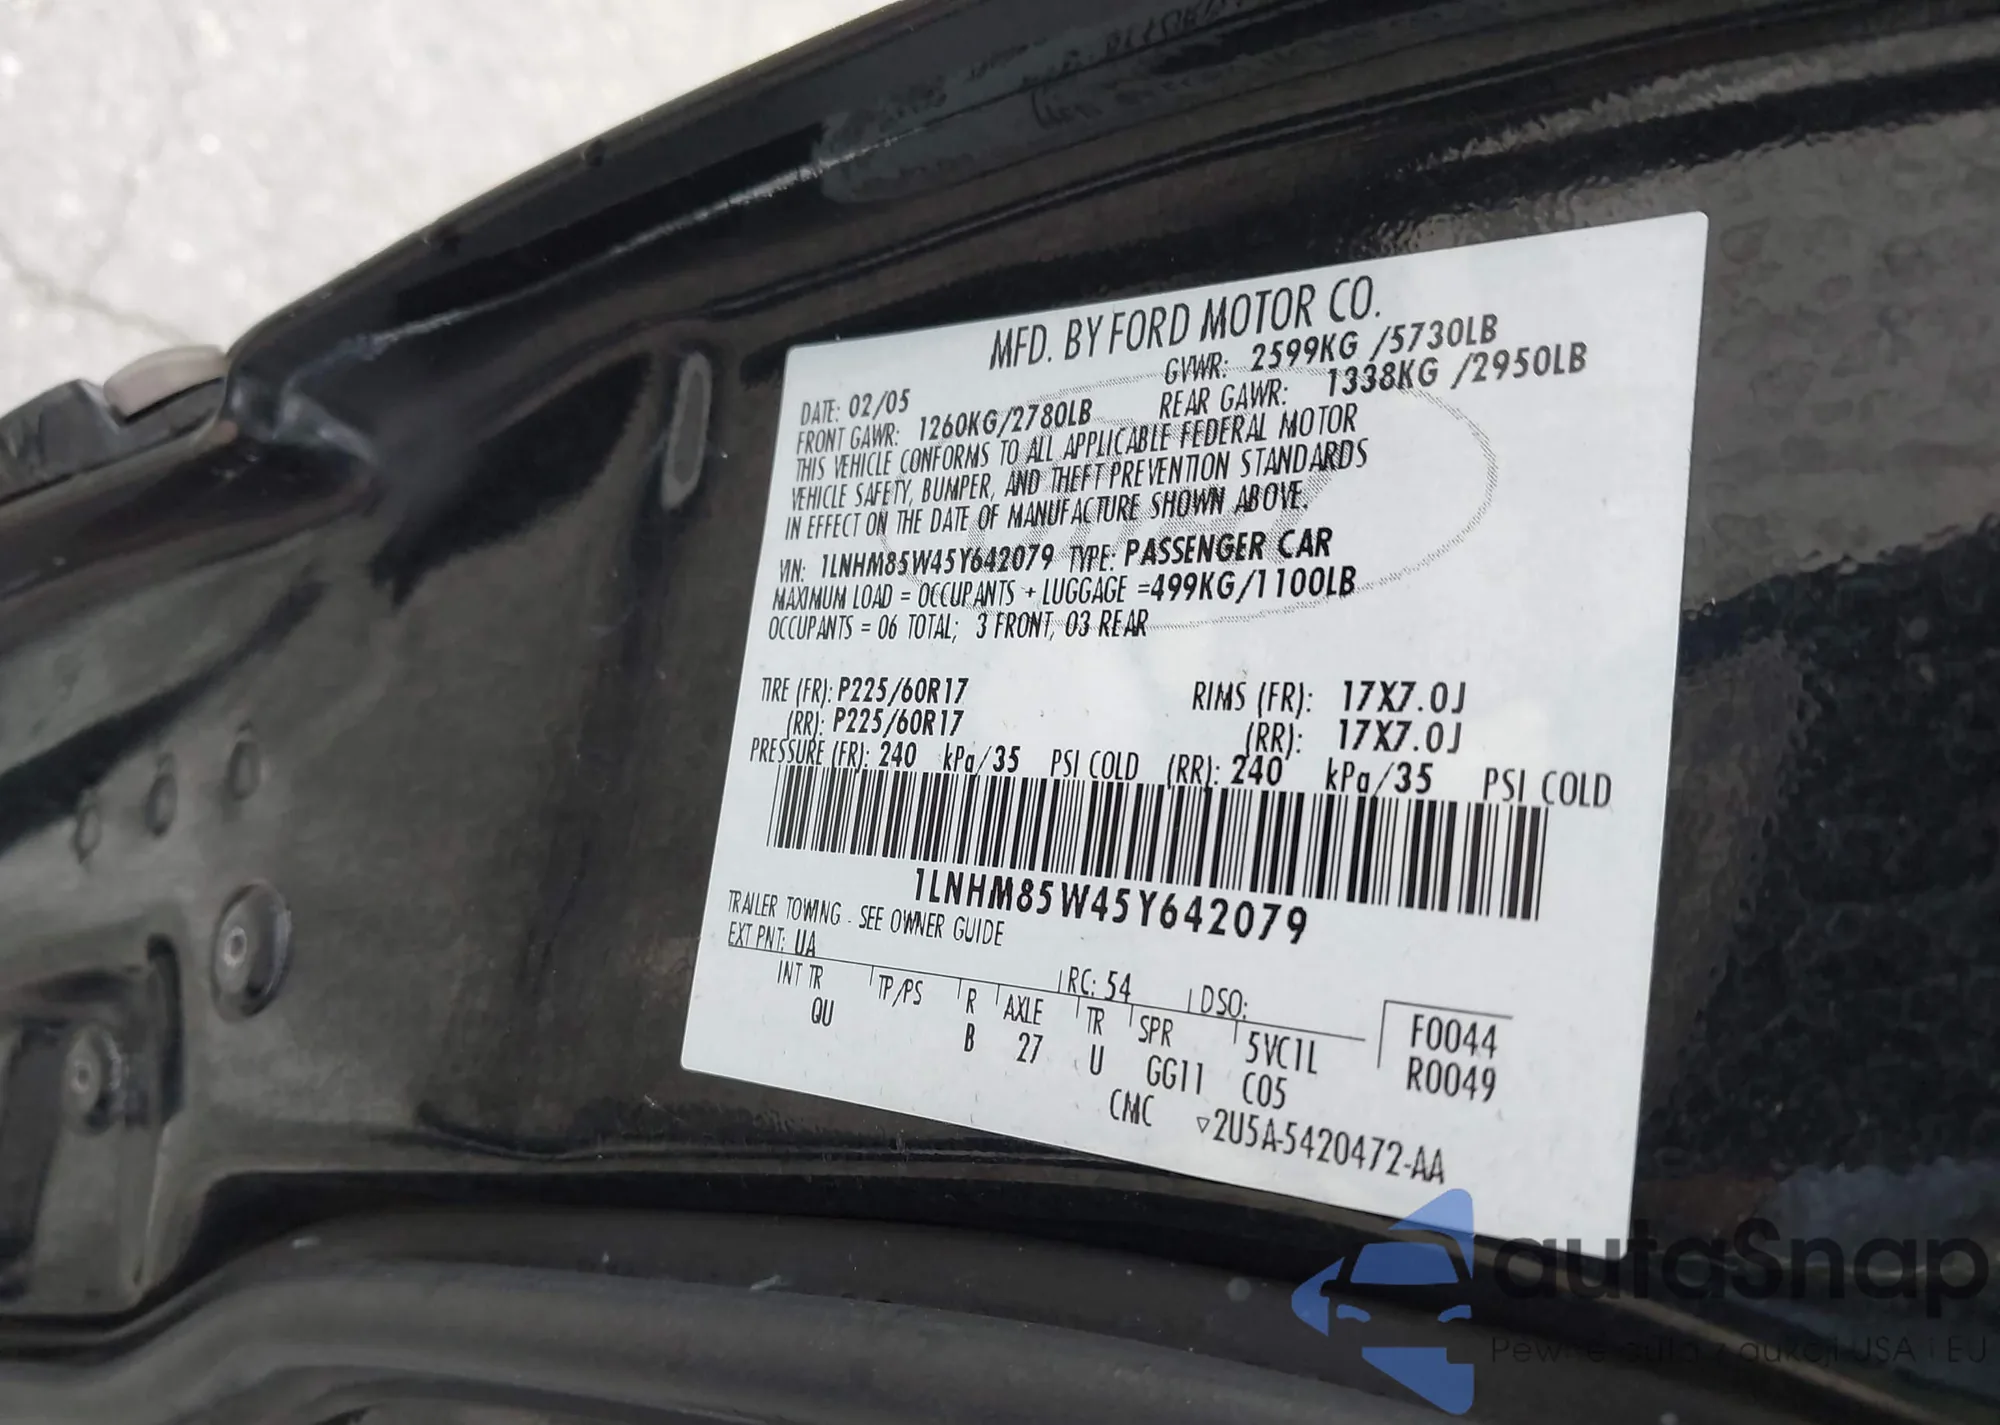 MFD. BY FORD MOTOR CO.
DATE: 02/05 GVWR: 2599KG /5730LB
FRONT GAWR: 1260KG/2780LB REAR GAWR: 1338KG /2950LB
THIS VEHICLE CONFORMS TO ALL APPLICABLE FEDERAL MOTOR
VEHICLE SAFETY, BUMPER, AND THEFT PREVENTION STANDARDS
IN EFFECT ON THE DATE OF MANUFACTURE SHOWN ABOVE.
VIN: 1LNHM85W45Y642079 TYPE: PASSENGER CAR
MAXIMUM LOAD = OCCUPANTS + LUGGAGE =499KG/1100LB
OCCUPANTS = 06 TOTAL; 3 FRONT, 03 REAR
TIRE (FR): P225/60R17 RIMS (FR): 17X7.0J
(RR): P225/60R17 (RR): 17X7.0J
PRESSURE (FR): 240 kPa/35 PSI COLD (RR): 240 kPa/35 PSI COLD
1LNHM85W45Y642079
TRAILER TOWING - SEE OWNER GUIDE
EXT PNT: UA RC: 54 DSO:
INT TR TP/PS R AXLE TR SPR 5VC1L F0044
QU B 27 U GG11 C05 R0049
CMC ▽2U5A-5420472-AA
autaSnap
Pewne auta z aukcji USA i EU